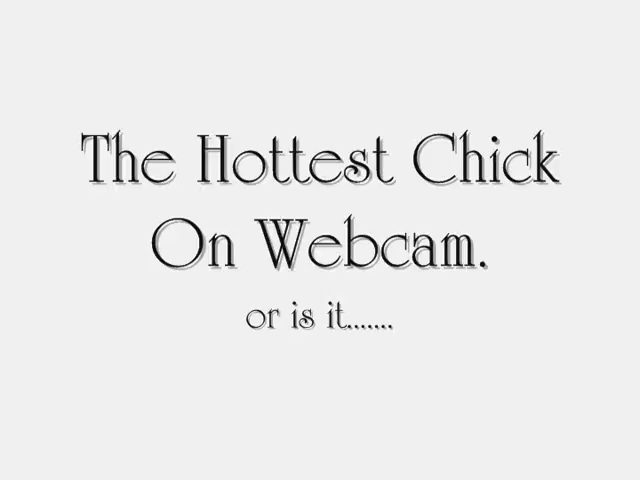 The Hottest Chick
On Webcam.
or is it.......